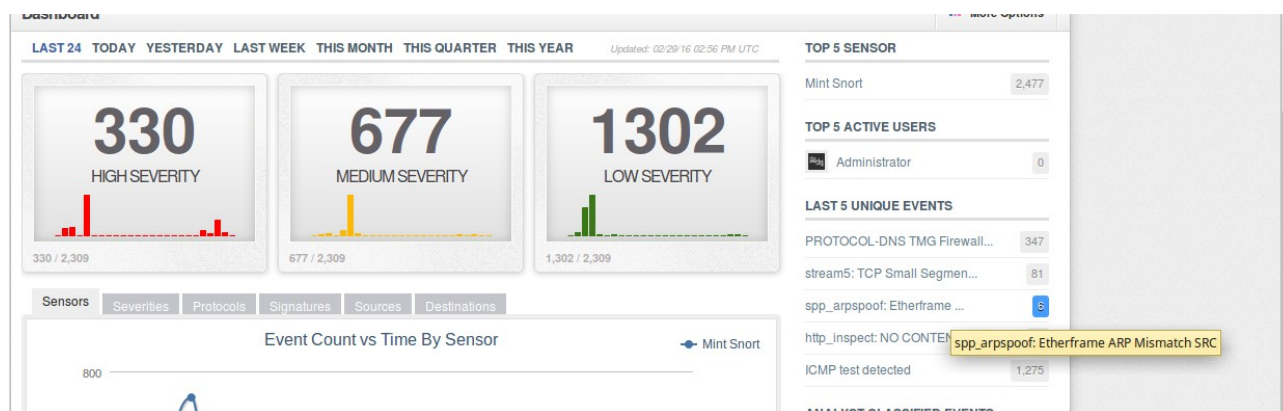 Dashboard
More Options
LAST 24 TODAY YESTERDAY LAST WEEK THIS MONTH THIS QUARTER THIS YEAR
Updated: 02/29/16 02:56 PM UTC
330
HIGH SEVERITY
330 / 2,309
677
MEDIUM SEVERITY
677 / 2,309
1302
LOW SEVERITY
1,302 / 2,309
Sensors Severities Protocols Signatures Sources Destinations
Event Count vs Time By Sensor
Mint Snort
800
TOP 5 SENSOR
Mint Snort 2,477
TOP 5 ACTIVE USERS
Administrator 0
LAST 5 UNIQUE EVENTS
PROTOCOL-DNS TMG Firewall... 347
stream5: TCP Small Segmen... 81
spp_arpspoof: Etherframe ... 6
http_inspect: NO CONTEN
spp_arpspoof: Etherframe ARP Mismatch SRC
ICMP test detected 1,275
ANALYST CLASSIFIED EVENTS